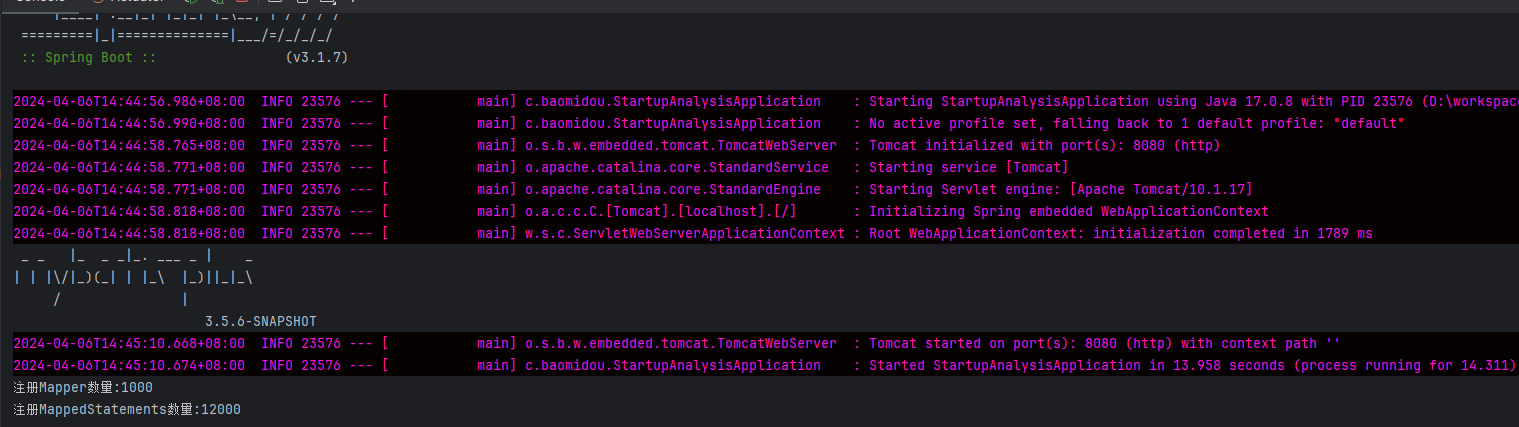 :: Spring Boot ::                (v3.1.7)
2024-04-06T14:44:56.986+08:00  INFO 23576 --- [           main] c.baomidou.StartupAnalysisApplication    : Starting StartupAnalysisApplication using Java 17.0.8 with PID 23576 (D:\workspac
2024-04-06T14:44:56.990+08:00  INFO 23576 --- [           main] c.baomidou.StartupAnalysisApplication    : No active profile set, falling back to 1 default profile: "default"
2024-04-06T14:44:58.765+08:00  INFO 23576 --- [           main] o.s.b.w.embedded.tomcat.TomcatWebServer  : Tomcat initialized with port(s): 8080 (http)
2024-04-06T14:44:58.771+08:00  INFO 23576 --- [           main] o.apache.catalina.core.StandardService   : Starting service [Tomcat]
2024-04-06T14:44:58.771+08:00  INFO 23576 --- [           main] o.apache.catalina.core.StandardEngine    : Starting Servlet engine: [Apache Tomcat/10.1.17]
2024-04-06T14:44:58.818+08:00  INFO 23576 --- [           main] o.a.c.c.C.[Tomcat].[localhost].[/]       : Initializing Spring embedded WebApplicationContext
2024-04-06T14:44:58.818+08:00  INFO 23576 --- [           main] w.s.c.ServletWebServerApplicationContext : Root WebApplicationContext: initialization completed in 1789 ms
3.5.6-SNAPSHOT
2024-04-06T14:45:10.668+08:00  INFO 23576 --- [           main] o.s.b.w.embedded.tomcat.TomcatWebServer  : Tomcat started on port(s): 8080 (http) with context path ''
2024-04-06T14:45:10.674+08:00  INFO 23576 --- [           main] c.baomidou.StartupAnalysisApplication    : Started StartupAnalysisApplication in 13.958 seconds (process running for 14.311)
注册Mapper数量:1000
注册MappedStatements数量:12000